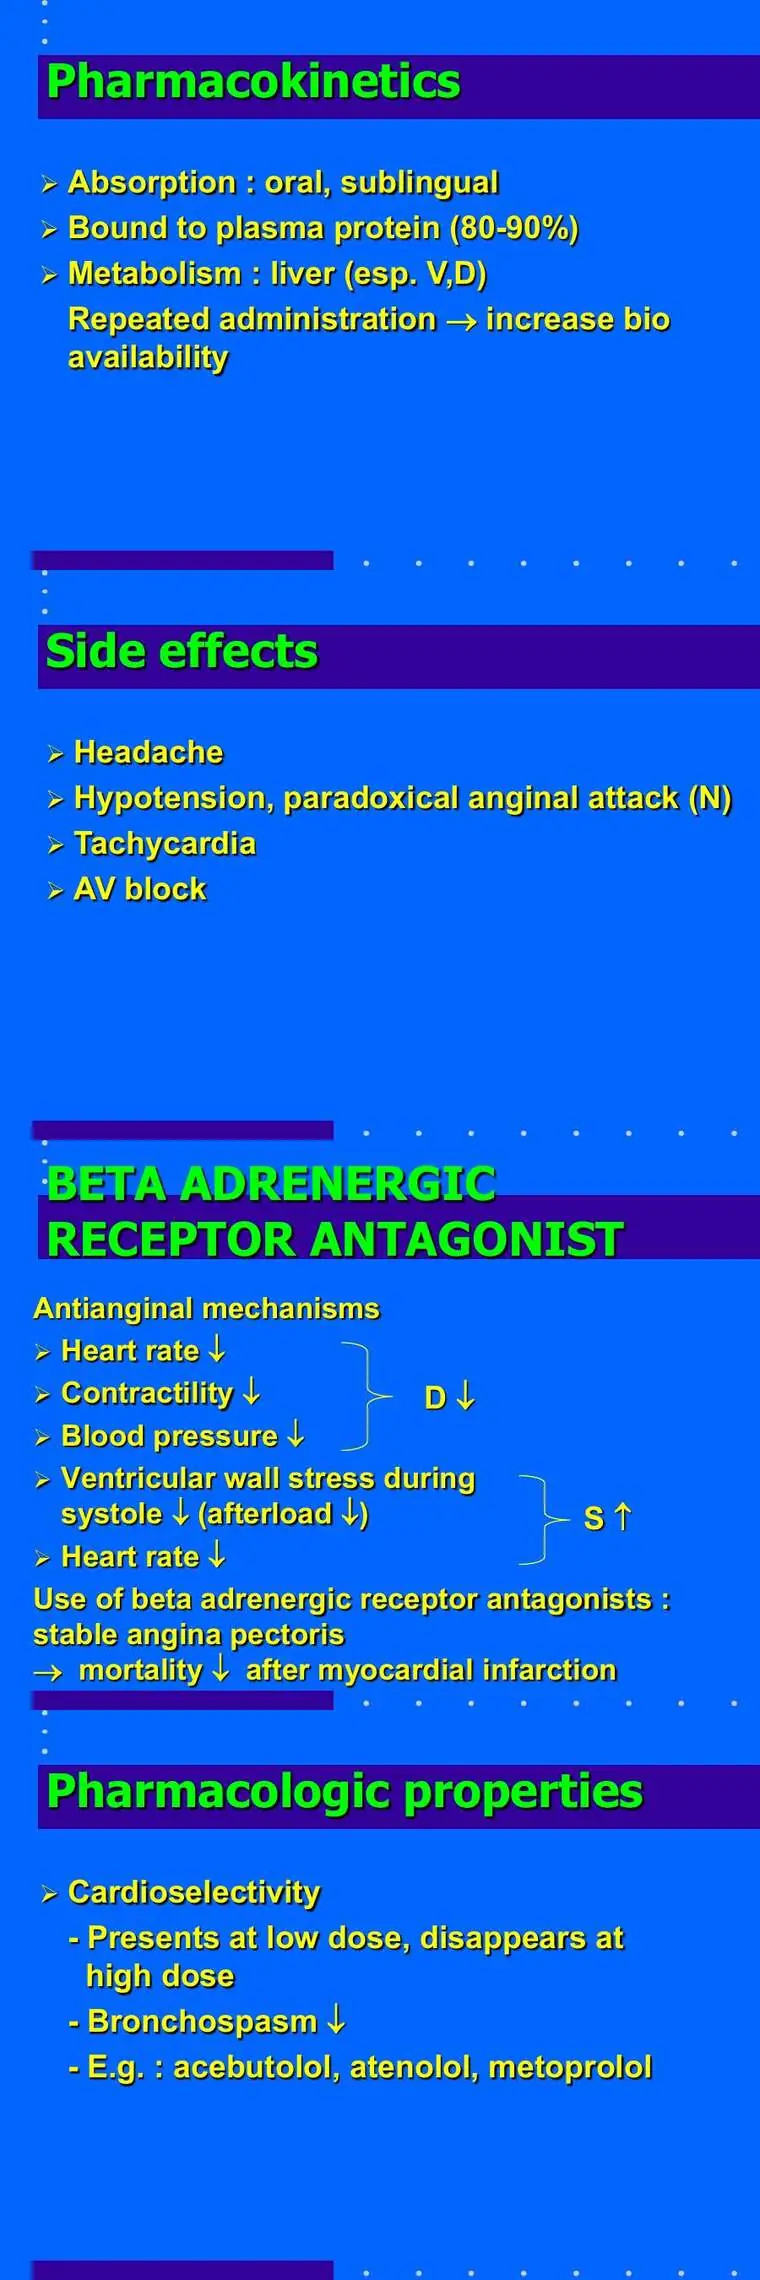 Pharmacokinetics
➢ Absorption : oral, sublingual
➢ Bound to plasma protein (80-90%)
➢ Metabolism : liver (esp. V,D)
Repeated administration → increase bio
availability
Side effects
➢ Headache
➢ Hypotension, paradoxical anginal attack (N)
➢ Tachycardia
➢ AV block
BETA ADRENERGIC
RECEPTOR ANTAGONIST
Antianginal mechanisms
➢ Heart rate ↓
➢ Contractility ↓
D ↓
➢ Blood pressure ↓
➢ Ventricular wall stress during
systole ↓ (afterload ↓)
S ↑
➢ Heart rate ↓
Use of beta adrenergic receptor antagonists :
stable angina pectoris
→ mortality ↓ after myocardial infarction
Pharmacologic properties
➢ Cardioselectivity
- Presents at low dose, disappears at
high dose
- Bronchospasm ↓
- E.g. : acebutolol, atenolol, metoprolol